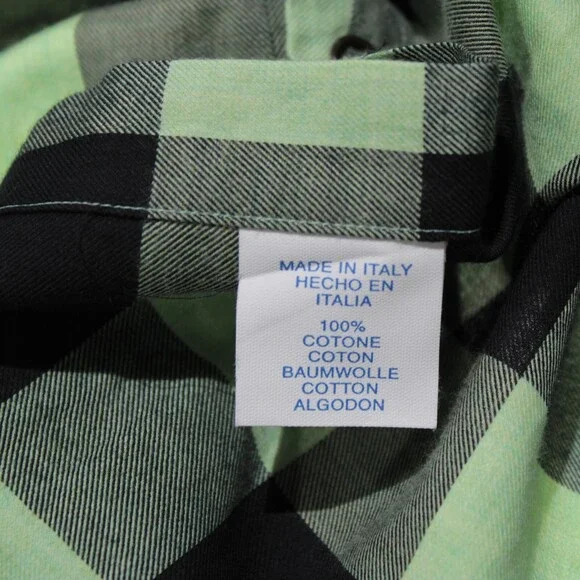 MADE IN ITALY
HECHO EN
ITALIA
100%
COTONE
COTON
BAUMWOLLE
COTTON
ALGODON